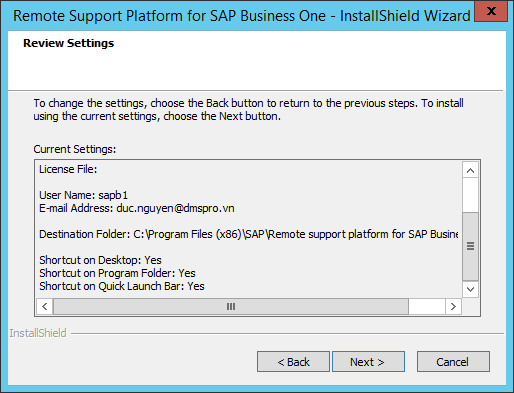 Remote Support Platform for SAP Business One - InstallShield Wizard
Review Settings
To change the settings, choose the Back button to return to the previous steps. To install
using the current settings, choose the Next button.
Current Settings:
License File:
User Name: sapb1
E-mail Address: duc.nguyen@dmspro.vn
Destination Folder: C:\Program Files (x86)\SAP\Remote support platform for SAP Busine
Shortcut on Desktop: Yes
Shortcut on Program Folder: Yes
Shortcut on Quick Launch Bar: Yes
InstallShield
< Back
Next >
Cancel